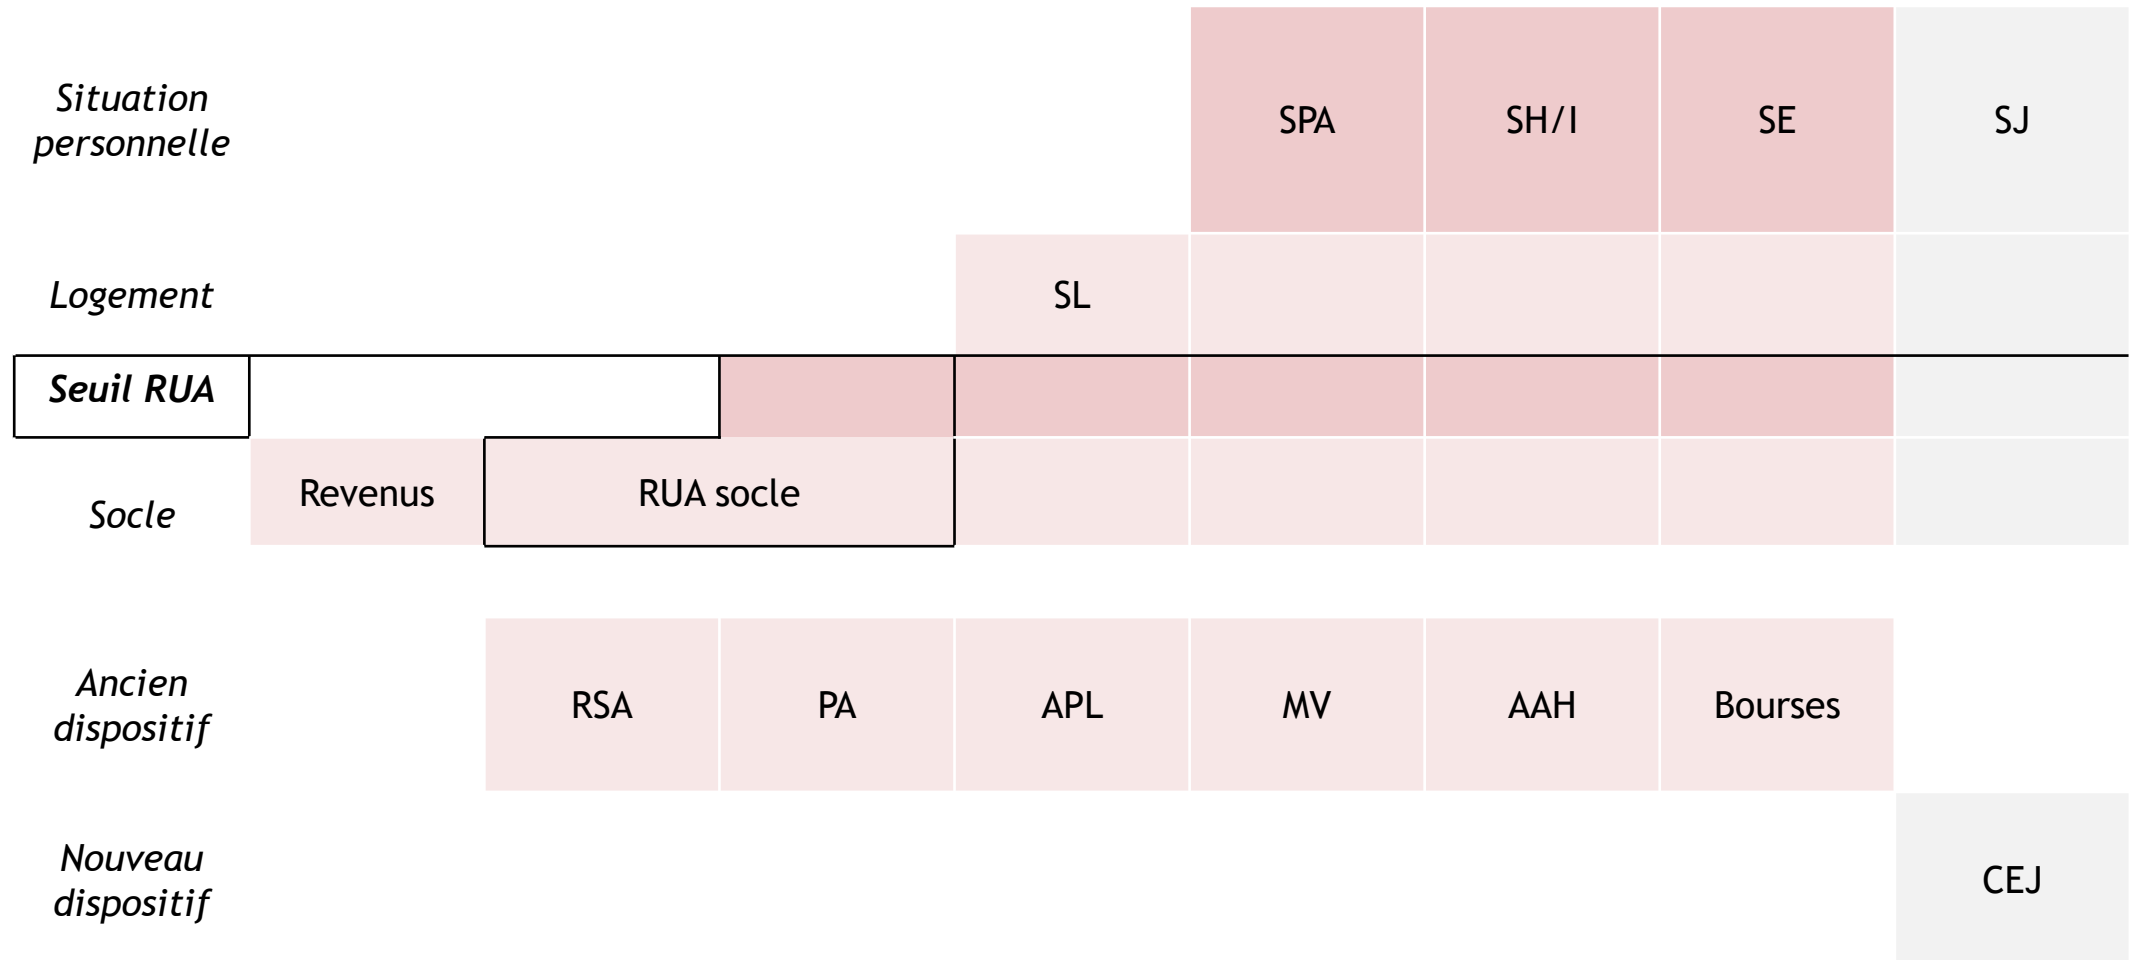 Situation
personnelle
SPA
SH/I
SE
SJ
Logement
SL
Seuil RUA
Socle
Revenus
RUA socle
Ancien
dispositif
RSA
PA
APL
MV
AAH
Bourses
Nouveau
dispositif
CEJ